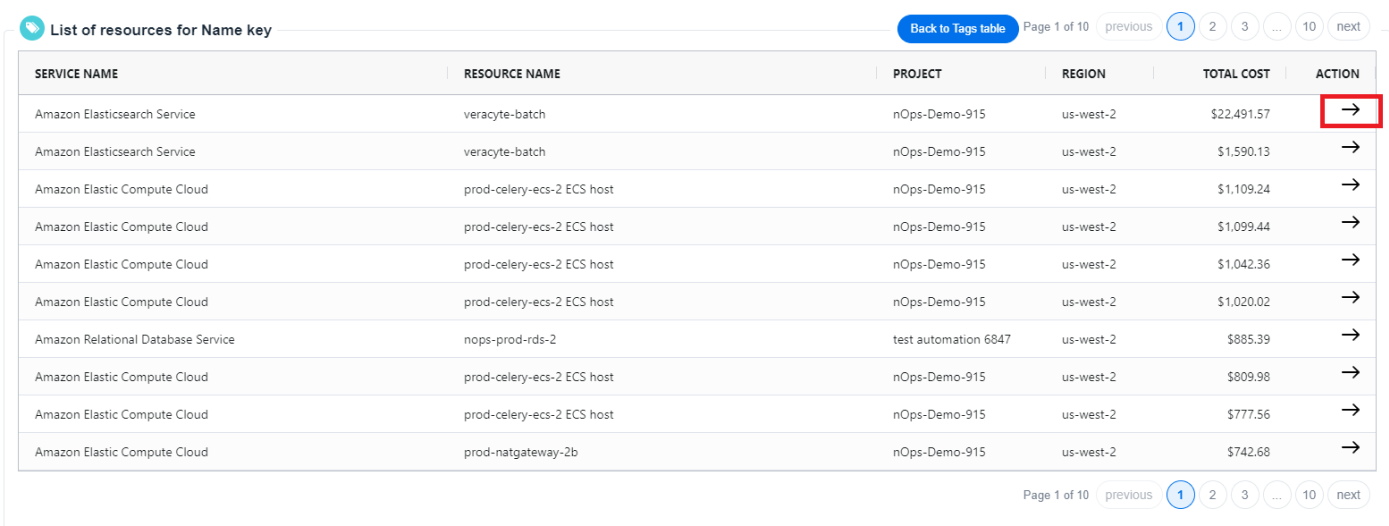 List of resources for Name key
Back to Tags table Page 1 of 10 previous 1 2 3 ... 10 next
SERVICE NAME RESOURCE NAME PROJECT REGION TOTAL COST ACTION
Amazon Elasticsearch Service veracyte-batch nOps-Demo-915 us-west-2 $22,491.57
Amazon Elasticsearch Service veracyte-batch nOps-Demo-915 us-west-2 $1,590.13
Amazon Elastic Compute Cloud prod-celery-ecs-2 ECS host nOps-Demo-915 us-west-2 $1,109.24
Amazon Elastic Compute Cloud prod-celery-ecs-2 ECS host nOps-Demo-915 us-west-2 $1,099.44
Amazon Elastic Compute Cloud prod-celery-ecs-2 ECS host nOps-Demo-915 us-west-2 $1,042.36
Amazon Elastic Compute Cloud prod-celery-ecs-2 ECS host nOps-Demo-915 us-west-2 $1,020.02
Amazon Relational Database Service nops-prod-rds-2 test automation 6847 us-west-2 $885.39
Amazon Elastic Compute Cloud prod-celery-ecs-2 ECS host nOps-Demo-915 us-west-2 $809.98
Amazon Elastic Compute Cloud prod-celery-ecs-2 ECS host nOps-Demo-915 us-west-2 $777.56
Amazon Elastic Compute Cloud prod-natgateway-2b nOps-Demo-915 us-west-2 $742.68
Page 1 of 10 previous 1 2 3 ... 10 next